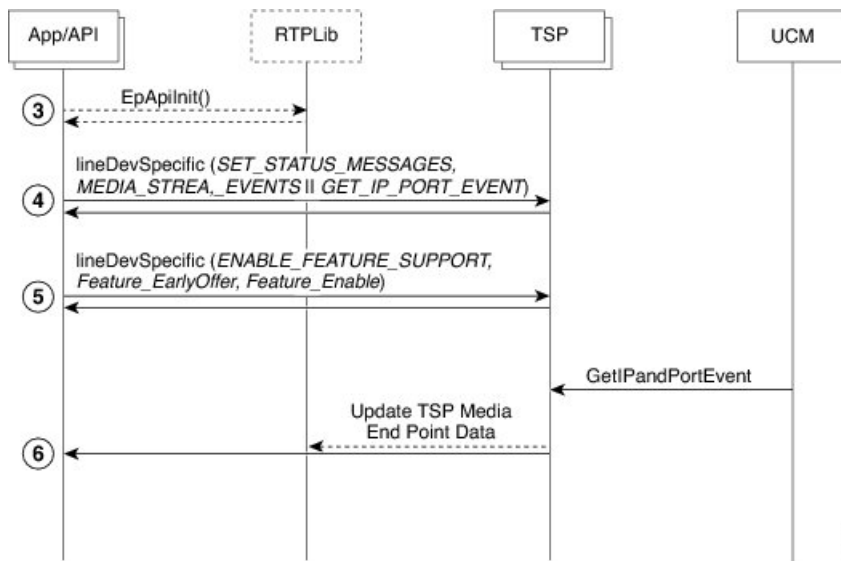 App/API
RTPLib
TSP
UCM
EpApiInit()
3
lineDevSpecific (SET_STATUS_MESSAGES,
MEDIA_STREA,_EVENTS || GET_IP_PORT_EVENT)
4
lineDevSpecific (ENABLE_FEATURE_SUPPORT,
Feature_EarlyOffer, Feature_Enable)
5
GetIPandPortEvent
Update TSP Media
End Point Data
6